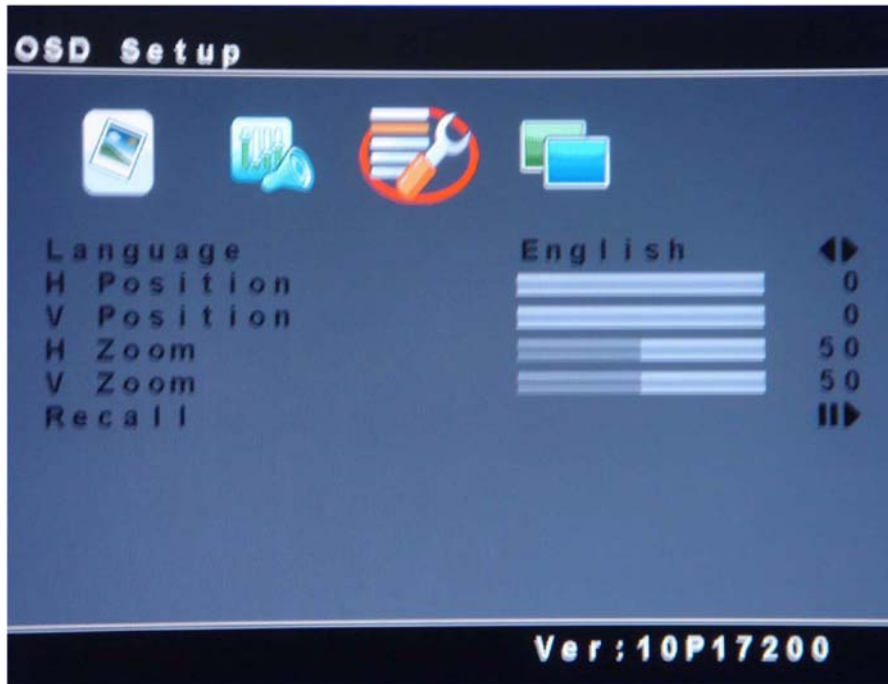 OSD Setup
Language English
H Position 0
V Position 0
H Zoom 50
V Zoom 50
Recall
Ver:10P17200